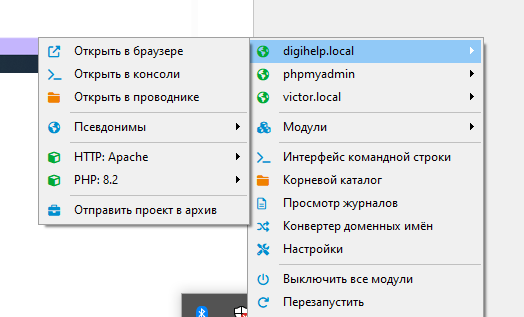 Открыть в браузере
Открыть в консоли
Открыть в проводнике
Псевдонимы
HTTP: Apache
PHP: 8.2
Отправить проект в архив
digihelp.local
phpmyadmin
victor.local
Модули
Интерфейс командной строки
Корневой каталог
Просмотр журналов
Конвертер доменных имён
Настройки
Выключить все модули
Перезапустить